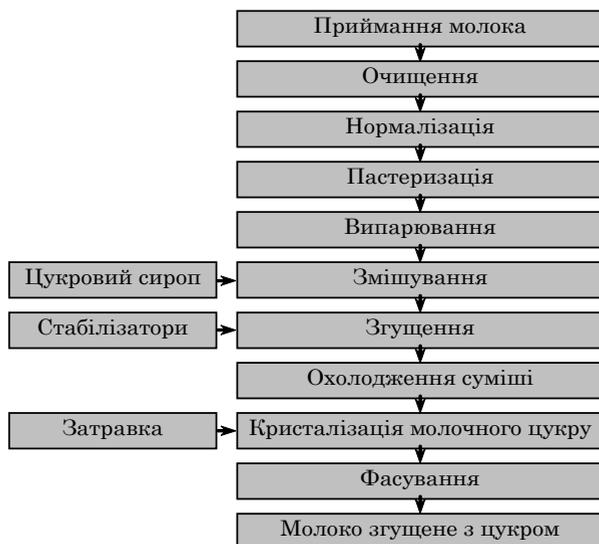 Приймання молока
Очищення
Нормалізація
Пастеризація
Випарювання
Цукровий сироп
Змішування
Стабілізатори
Згущення
Охолодження суміші
Затравка
Кристалізація молочного цукру
Фасування
Молоко згущене з цукром